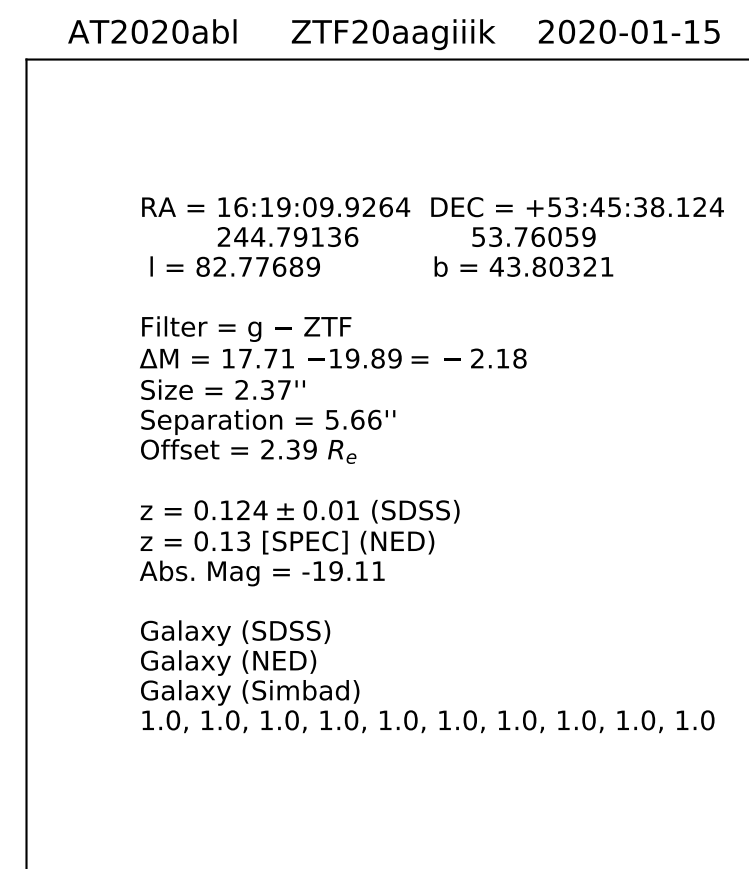 AT2020abl ZTF20aagiiik 2020-01-15
RA = 16:19:09.9264 DEC = +53:45:38.124
244.79136 53.76059
l = 82.77689 b = 43.80321
Filter = g − ZTF
ΔM = 17.71 −19.89 = − 2.18
Size = 2.37''
Separation = 5.66''
Offset = 2.39 Rₑ
z = 0.124 ± 0.01 (SDSS)
z = 0.13 [SPEC] (NED)
Abs. Mag = -19.11
Galaxy (SDSS)
Galaxy (NED)
Galaxy (Simbad)
1.0, 1.0, 1.0, 1.0, 1.0, 1.0, 1.0, 1.0, 1.0, 1.0